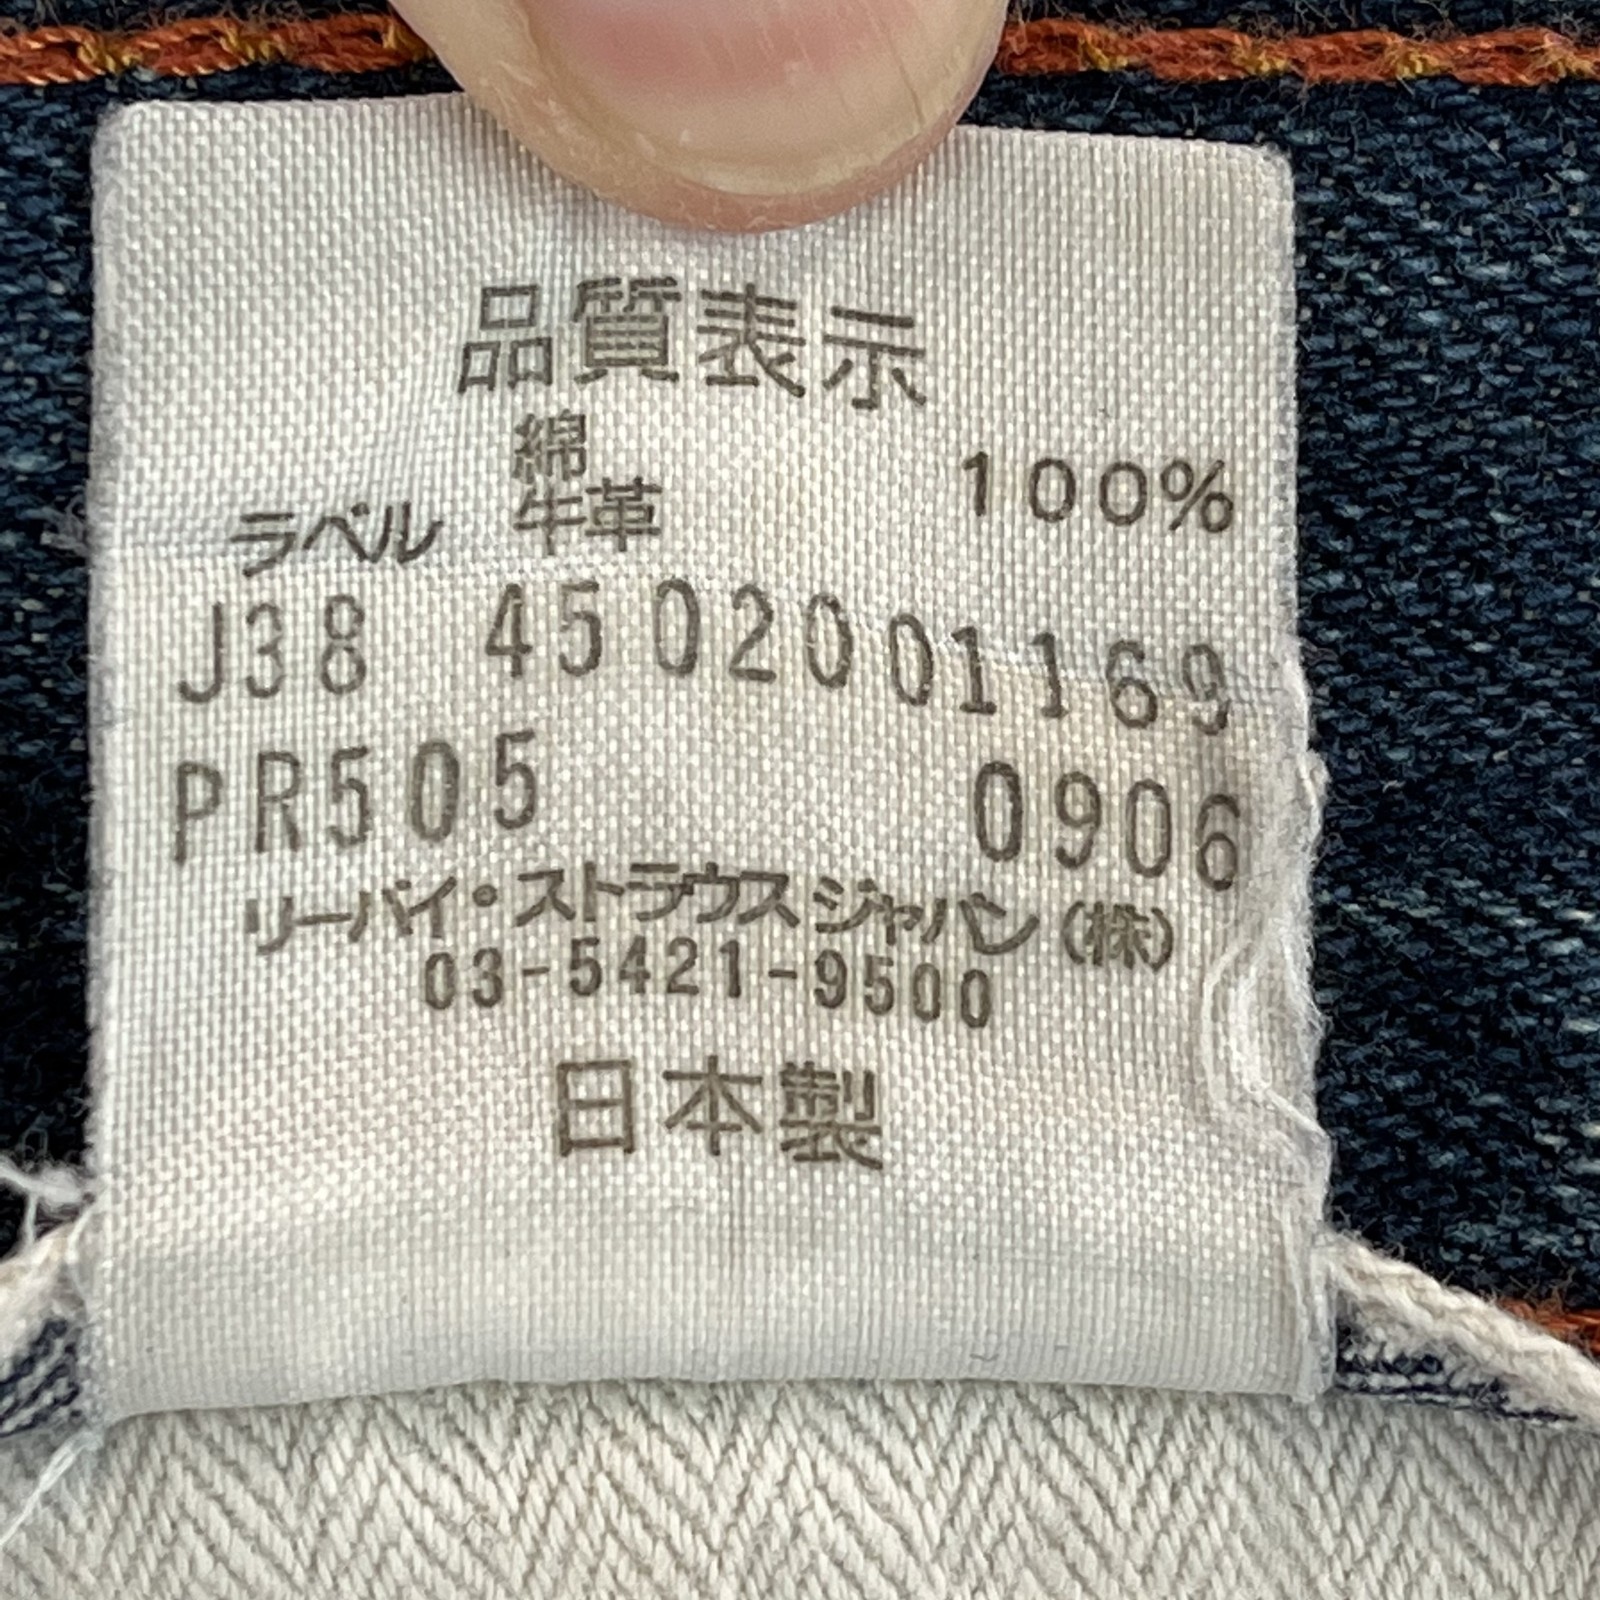 品質表示
綿 100%
ラベル 牛革
J38 4502001169
PR505 0906
リーバイ・ストラウス ジャパン(株)
03-5421-9500
日本製